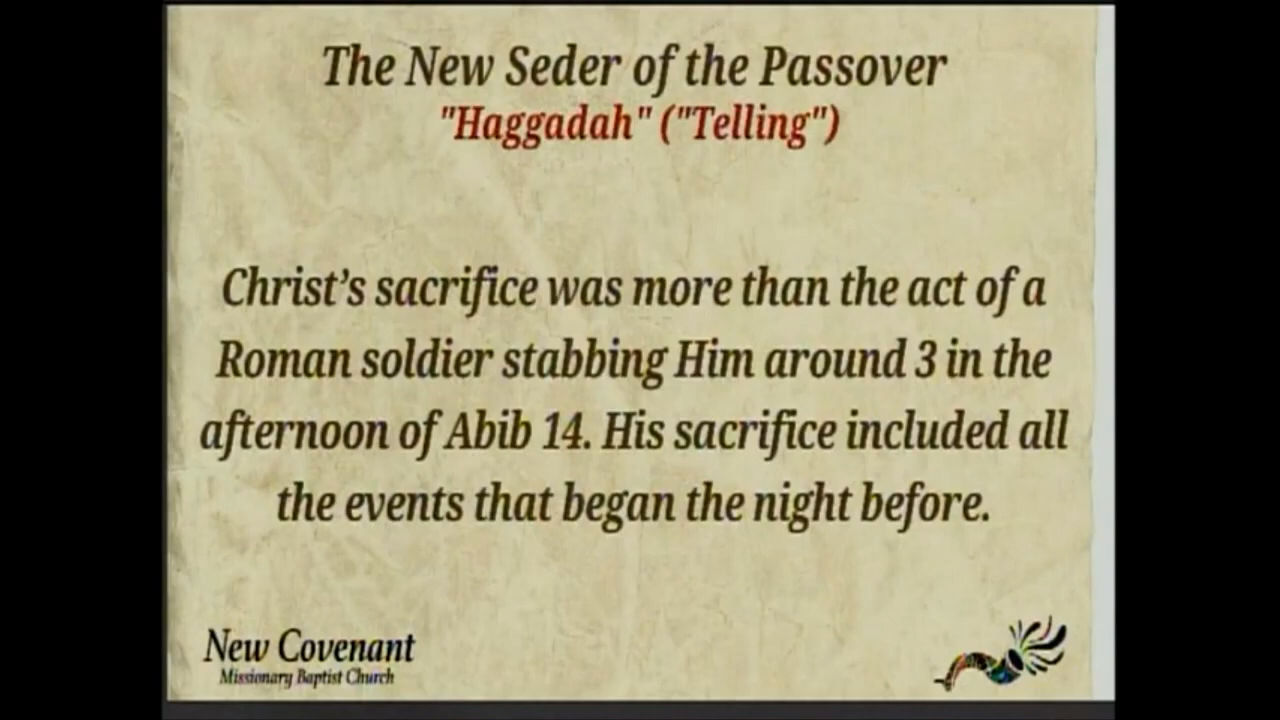 The New Seder of the Passover
"Haggadah" ("Telling")
Christ’s sacrifice was more than the act of a
Roman soldier stabbing Him around 3 in the
afternoon of Abib 14. His sacrifice included all
the events that began the night before.
New Covenant
Missionary Baptist Church